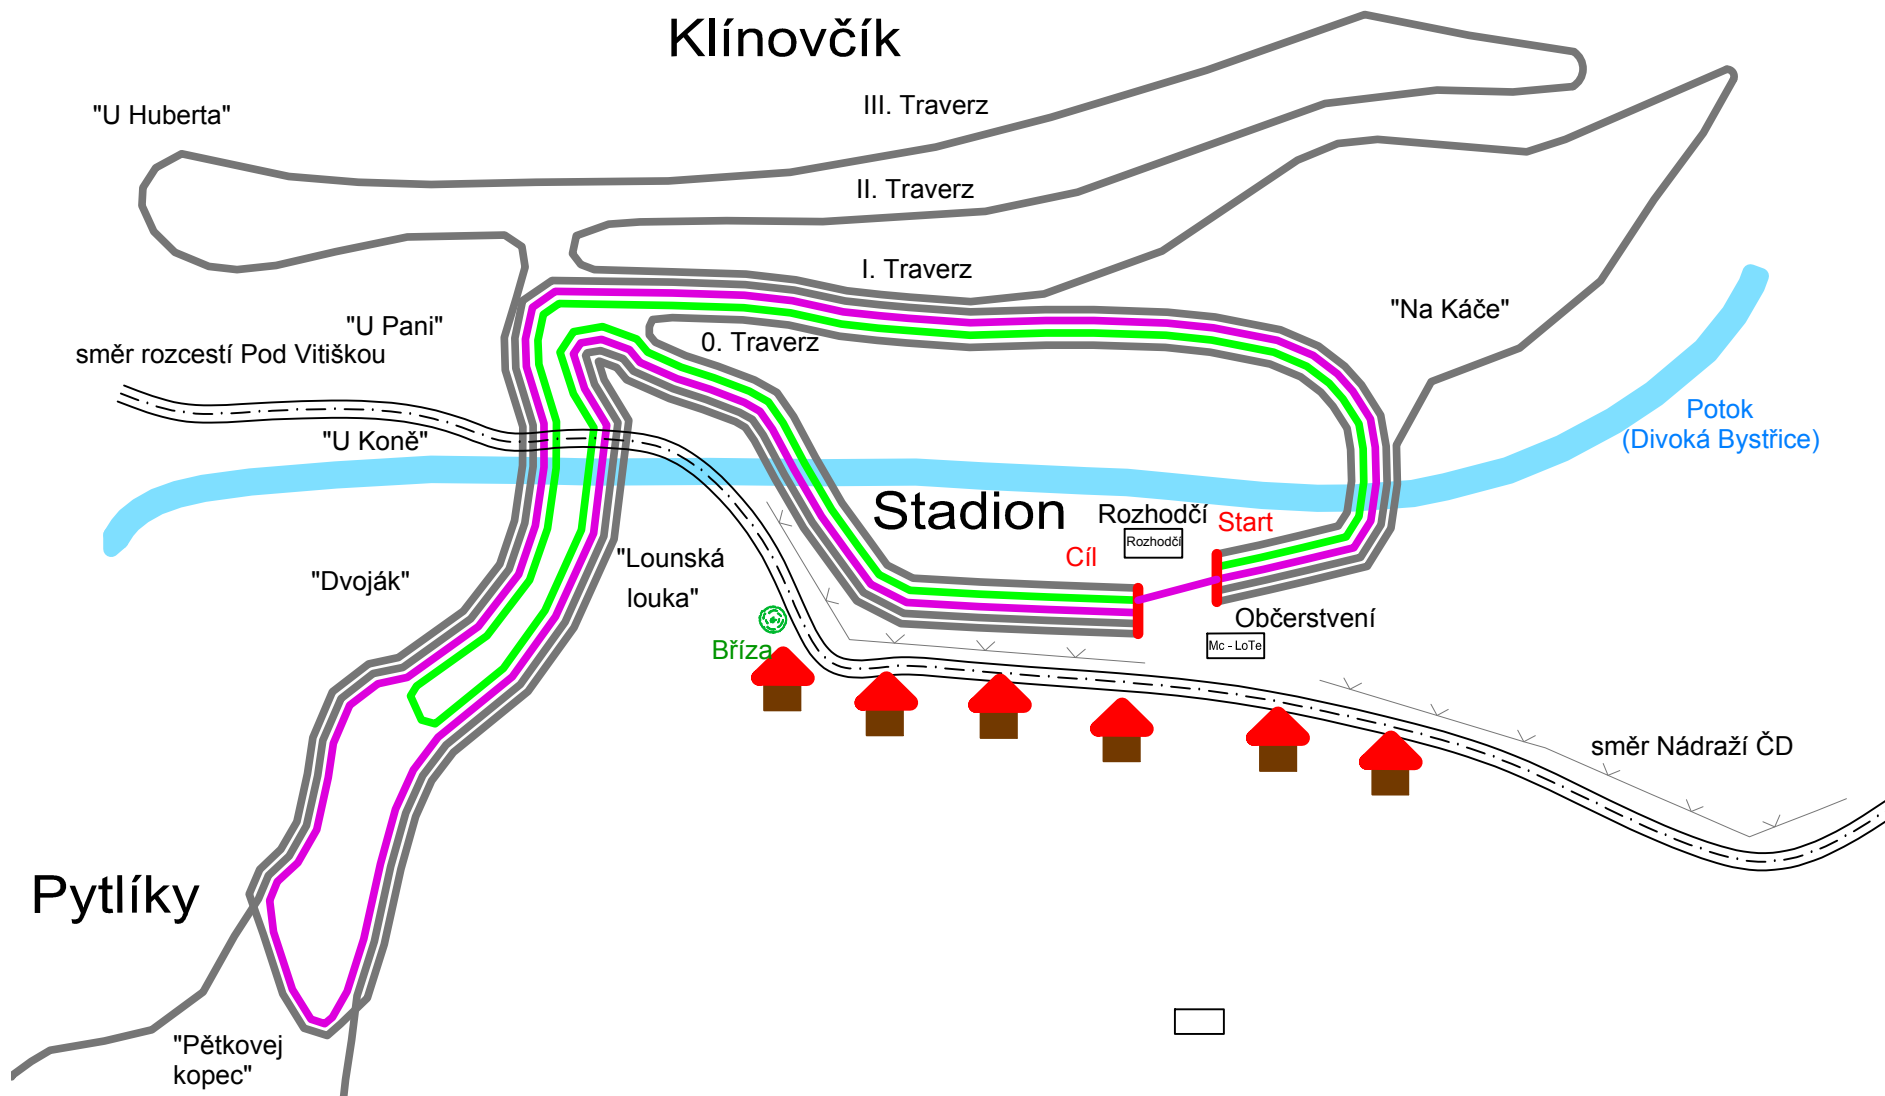 Klínovčík
III. Traverz
"U Huberta"
II. Traverz
I. Traverz
"Na Káče"
"U Pani"
0. Traverz
směr rozcestí Pod Vitiškou
Potok
(Divoká Bystřice)
"U Koně"
Stadion
Rozhodčí
Start
Rozhodčí
Cíl
"Lounská
louka"
"Dvoják"
Občerstvení
Mc - LoTe
Bříza
směr Nádraží ČD
Pytlíky
"Pětkovej
kopec"